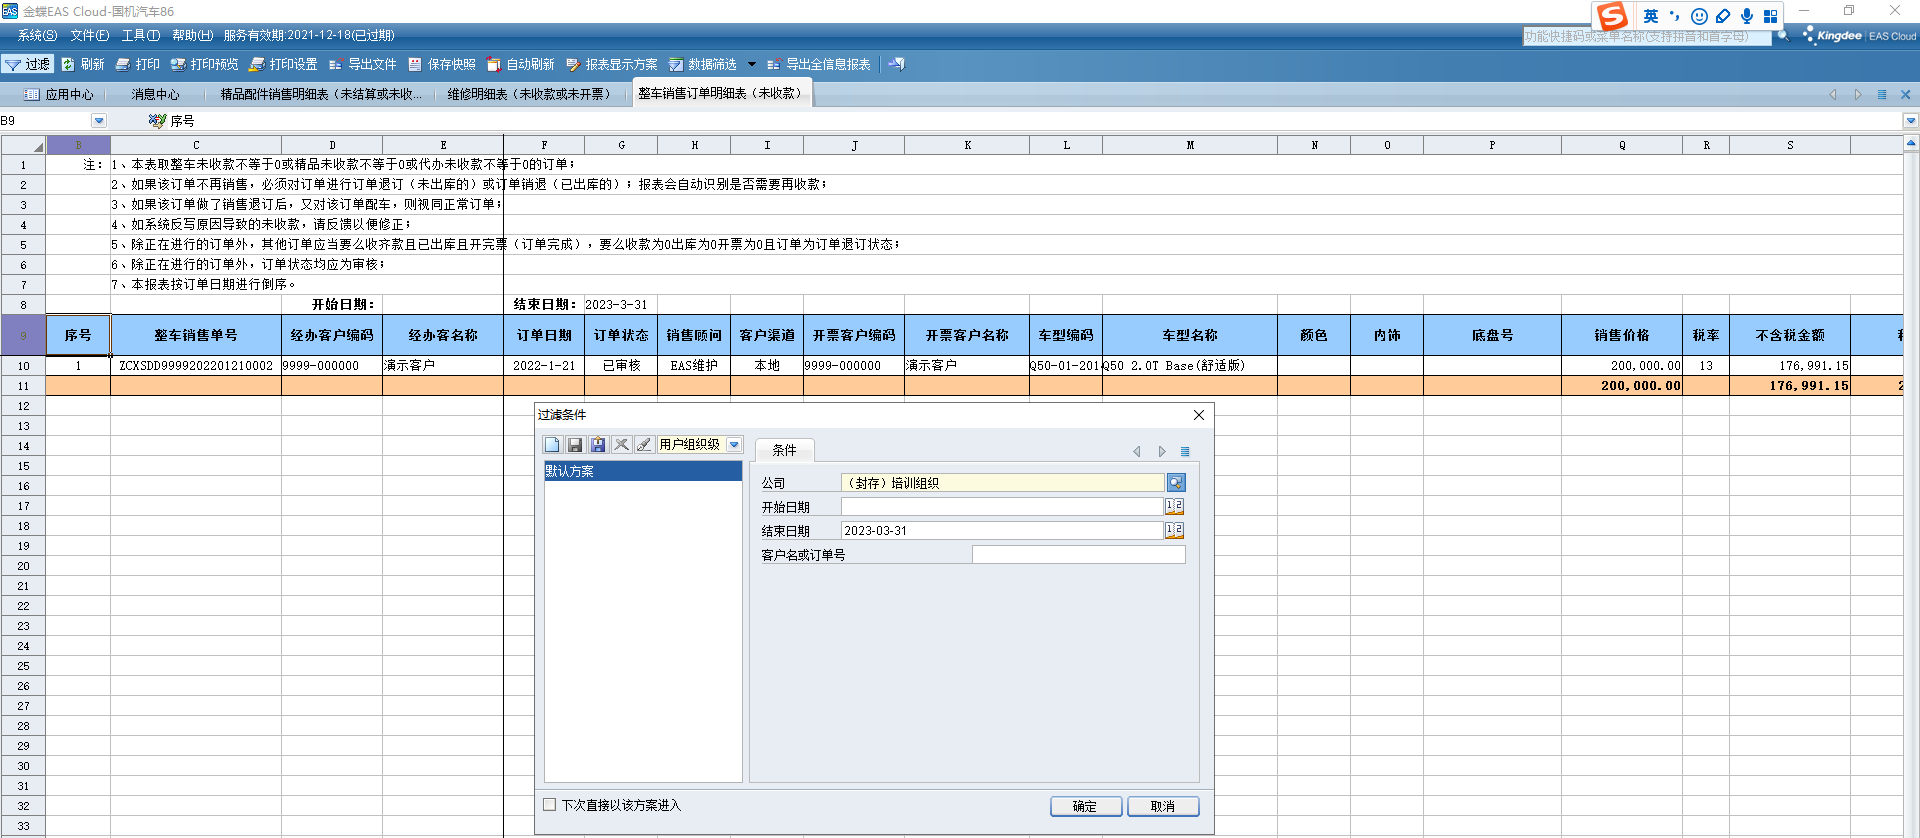 金蝶EAS Cloud-国机汽车86
英
系统(S) 文件(F) 工具(T) 帮助(H) 服务有效期:2021-12-18(已过期)
功能快捷码或菜单名称(支持拼音和首字母)
Kingdee EAS Cloud
过滤 刷新 打印 打印预览 打印设置 导出文件 保存快照 自动刷新 报表显示方案 数据筛选 导出全信息报表
应用中心 消息中心 精品配件销售明细表（未结算或未收... 维修明细表（未收款或未开票） 整车销售订单明细表（未收款）
B9 序号
B C D E F G H I J K L M N O P Q R S
1 注: 1、本表取整车未收款不等于0或精品未收款不等于0或代办未收款不等于0的订单;
2 2、如果该订单不再销售, 必须对订单进行订单退订（未出库的）或订单销退（已出库的）; 报表会自动识别是否需要再收款;
3 3、如果该订单做了销售退订后, 又对该订单配车, 则视同正常订单;
4 4、如系统反写原因导致的未收款, 请反馈以便修正;
5 5、除正在进行的订单外, 其他订单应当要么收齐款且已出库且开完票（订单完成）, 要么收款为0出库为0开票为0且订单为订单退订状态;
6 6、除正在进行的订单外, 订单状态均应为审核;
7 7、本报表按订单日期进行倒序。
8 开始日期: 结束日期: 2023-3-31
9 序号 整车销售单号 经办客户编码 经办客名称 订单日期 订单状态 销售顾问 客户渠道 开票客户编码 开票客户名称 车型编码 车型名称 颜色 内饰 底盘号 销售价格 税率 不含税金额
10 1 ZCXSDD9999202201210002 9999-000000 演示客户 2022-1-21 已审核 EAS维护 本地 9999-000000 演示客户 Q50-01-201 Q50 2.0T Base(舒适版) 200,000.00 13 176,991.15
11 200,000.00 176,991.15 2
12
13
14
15
16
17
18
19
20
21
22
23
24
25
26
27
28
29
30
31
32
33
过滤条件
用户组织级
条件
默认方案
公司 （封存）培训组织
开始日期
结束日期 2023-03-31
客户名或订单号
下次直接以该方案进入
确定 取消